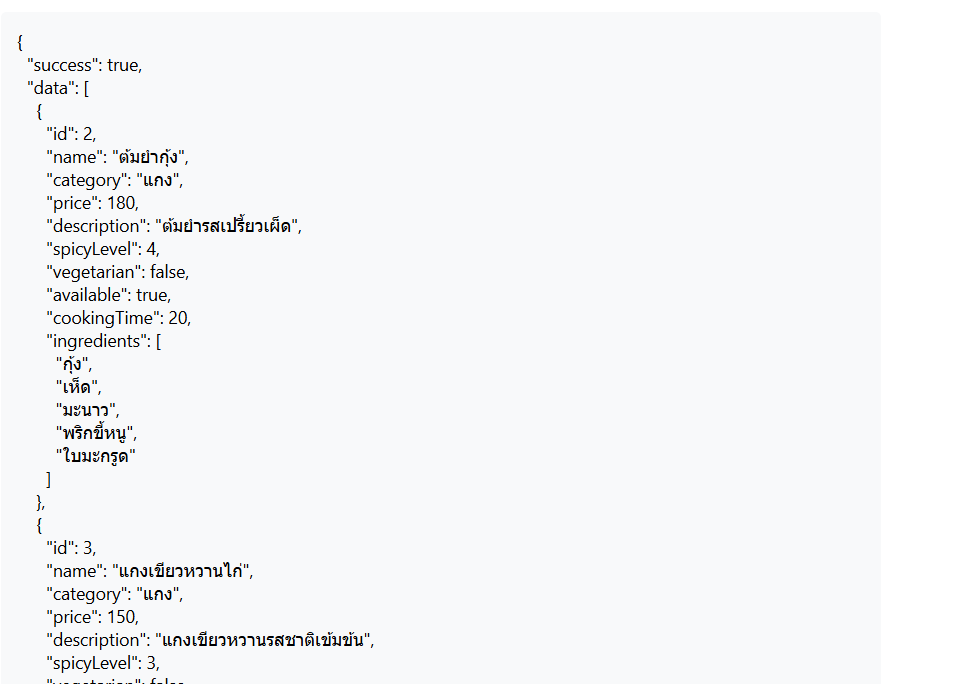 {
"success": true,
"data": [
{
"id": 2,
"name": "ต้มยำกุ้ง",
"category": "แกง",
"price": 180,
"description": "ต้มยำรสเปรี้ยวเผ็ด",
"spicyLevel": 4,
"vegetarian": false,
"available": true,
"cookingTime": 20,
"ingredients": [
"กุ้ง",
"เห็ด",
"มะนาว",
"พริกขี้หนู",
"ใบมะกรูด"
]
},
{
"id": 3,
"name": "แกงเขียวหวานไก่",
"category": "แกง",
"price": 150,
"description": "แกงเขียวหวานรสชาติเข้มข้น",
"spicyLevel": 3,
"vegetarian": false